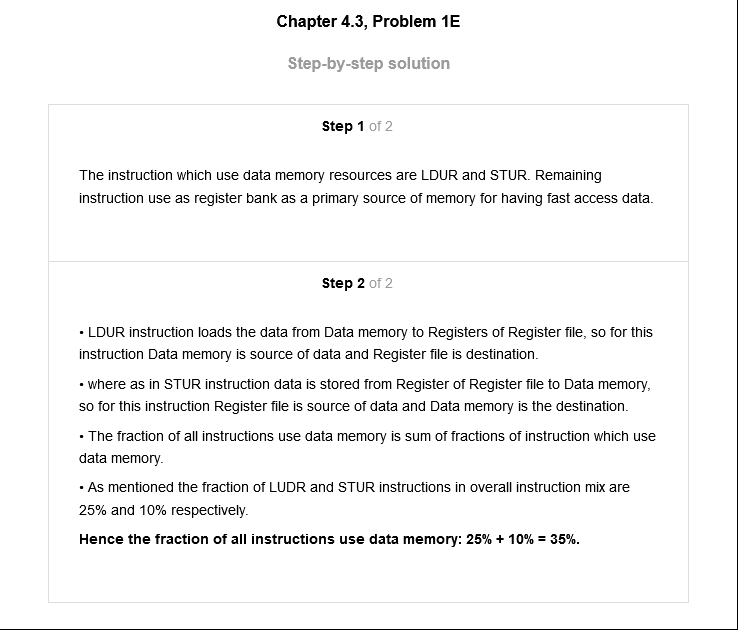 Chapter 4.3, Problem 1E
Step-by-step solution
Step 1 of 2
The instruction which use data memory resources are LDUR and STUR. Remaining
instruction use as register bank as a primary source of memory for having fast access data.
Step 2 of 2
• LDUR instruction loads the data from Data memory to Registers of Register file, so for this
instruction Data memory is source of data and Register file is destination.
• where as in STUR instruction data is stored from Register of Register file to Data memory,
so for this instruction Register file is source of data and Data memory is the destination.
• The fraction of all instructions use data memory is sum of fractions of instruction which use
data memory.
• As mentioned the fraction of LUDR and STUR instructions in overall instruction mix are
25% and 10% respectively.
Hence the fraction of all instructions use data memory: 25% + 10% = 35%.